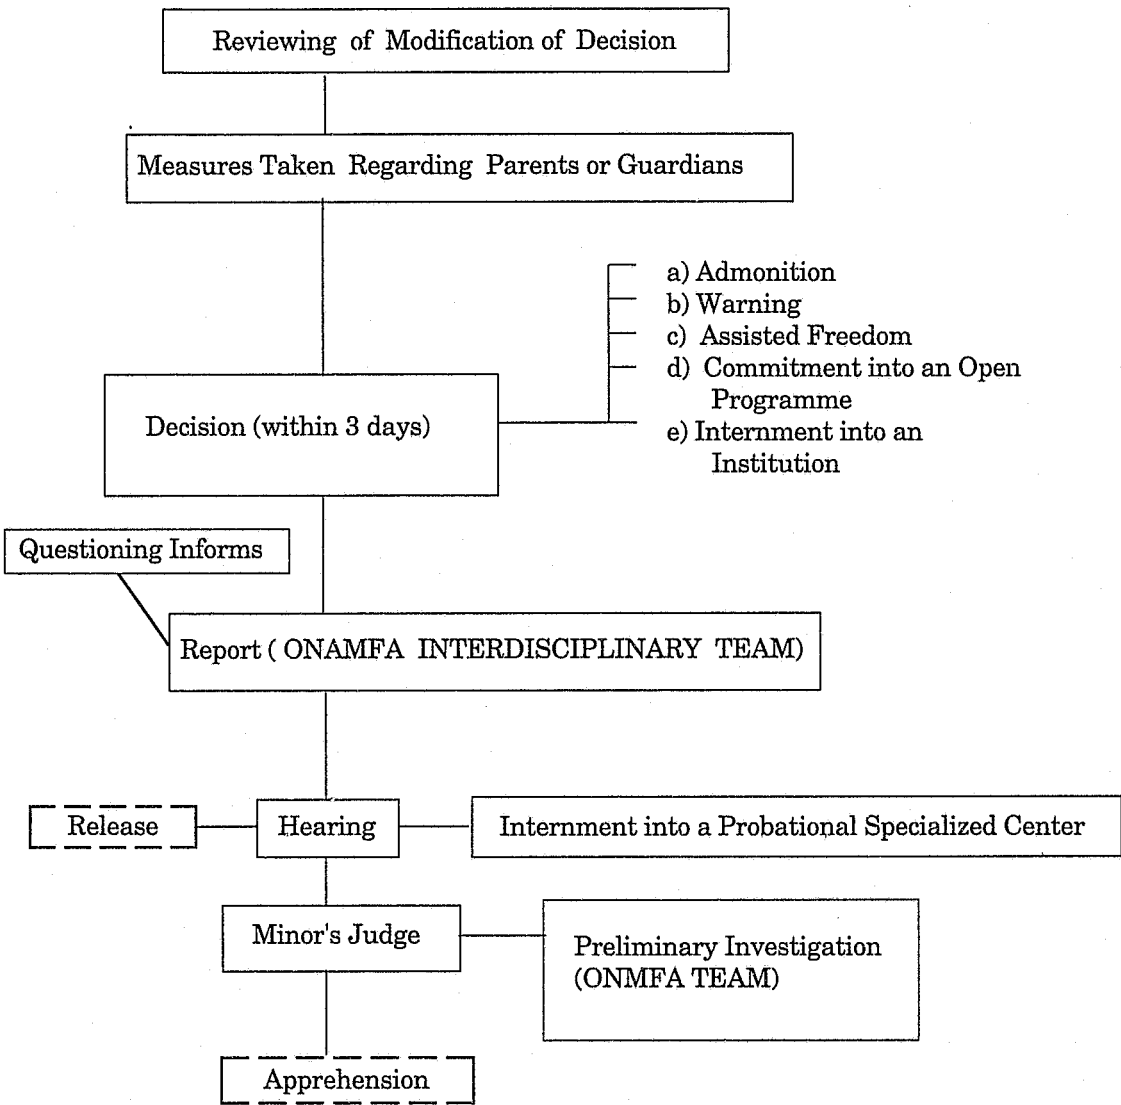 Reviewing of Modification of Decision
Measures Taken Regarding Parents or Guardians
a) Admonition
b) Warning
c) Assisted Freedom
d) Commitment into an Open
Programme
e) Internment into an
Institution
Decision (within 3 days)
Questioning Informs
Report ( ONAMFA INTERDISCIPLINARY TEAM)
Release
Hearing
Internment into a Probational Specialized Center
Minor's Judge
Preliminary Investigation
(ONMFA TEAM)
Apprehension